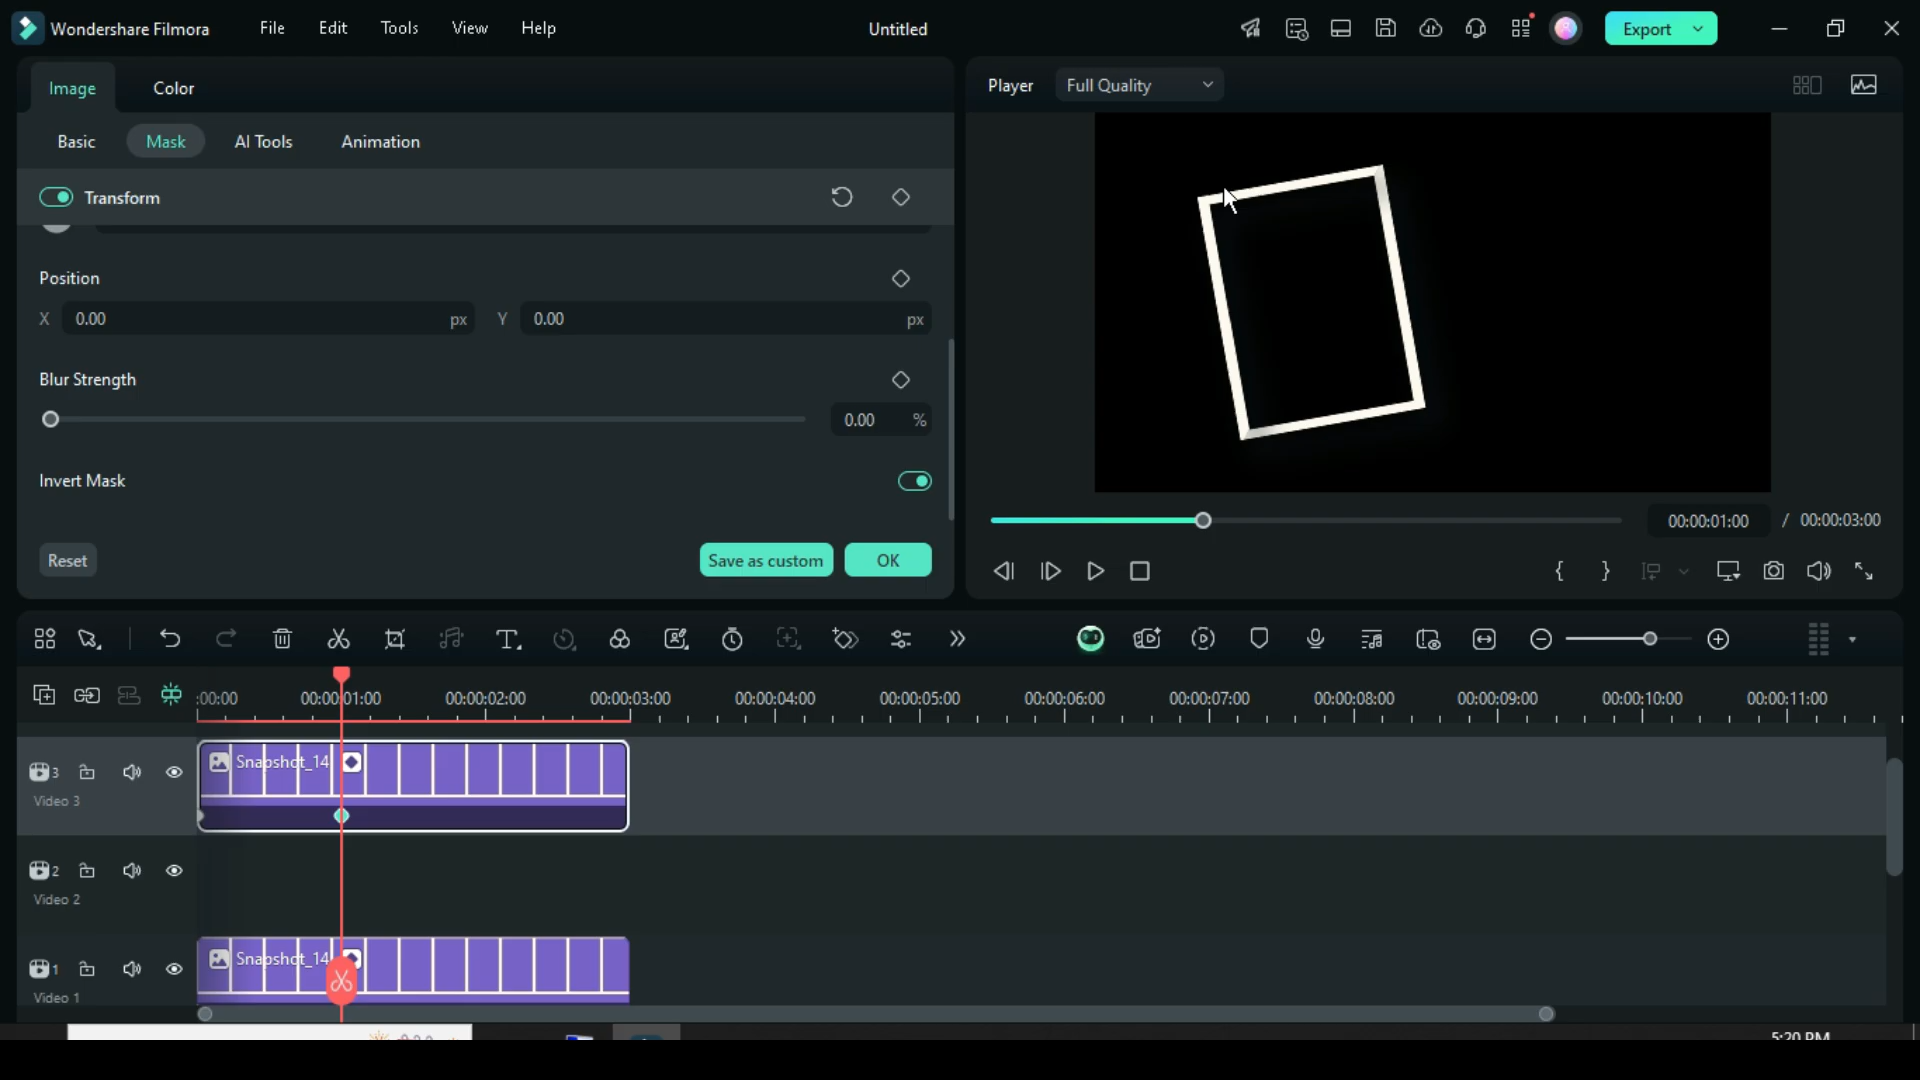 Wondershare Filmora File Edit Tools View Help Untitled Export
Image Color
Player Full Quality
Basic Mask AI Tools Animation
Transform
Position
X 0.00 px Y 0.00 px
Blur Strength
0.00 %
Invert Mask
00:00:01:00 / 00:00:03:00
Reset Save as custom OK
:00:00 00:00:01:00 00:00:02:00 00:00:03:00 00:00:04:00 00:00:05:00 00:00:06:00 00:00:07:00 00:00:08:00 00:00:09:00 00:00:10:00 00:00:11:00
Snapshot_14
3
Video 3
2
Video 2
Snapshot_14
1
Video 1
5:20 PM